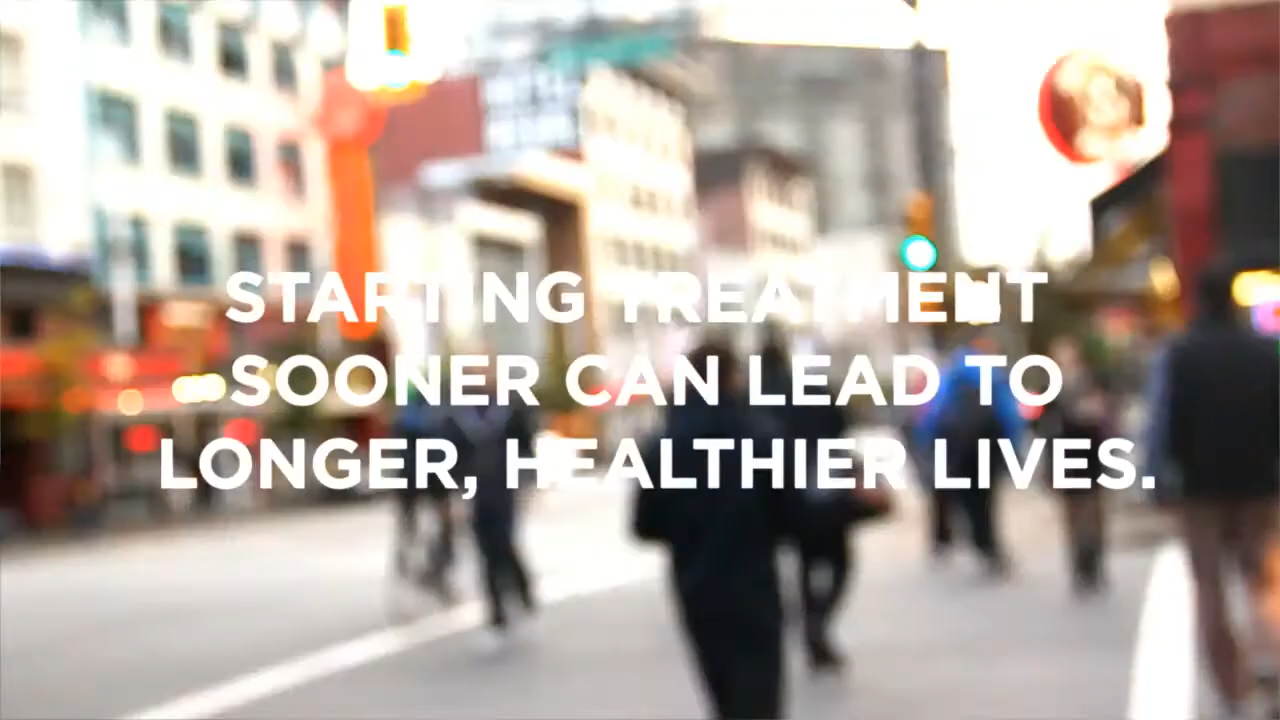 STARTING TREATMENT
SOONER CAN LEAD TO
LONGER, HEALTHIER LIVES.